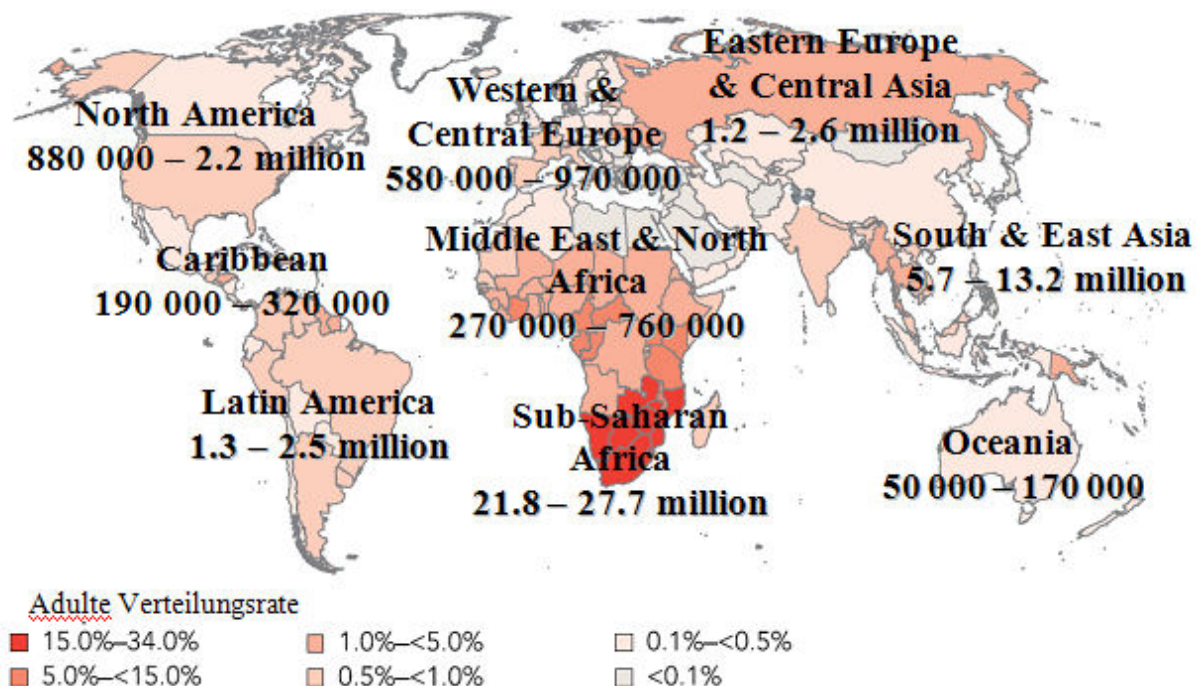 Eastern Europe
& Central Asia
1.2 – 2.6 million
Western &
Central Europe
580 000 – 970 000
North America
880 000 – 2.2 million
Middle East & North
Africa
270 000 – 760 000
South & East Asia
5.7 – 13.2 million
Caribbean
190 000 – 320 000
Latin America
1.3 – 2.5 million
Sub-Saharan
Africa
21.8 – 27.7 million
Oceania
50 000 – 170 000
Adulte Verteilungsrate
15.0%–34.0%
5.0%–<15.0%
1.0%–<5.0%
0.5%–<1.0%
0.1%–<0.5%
<0.1%